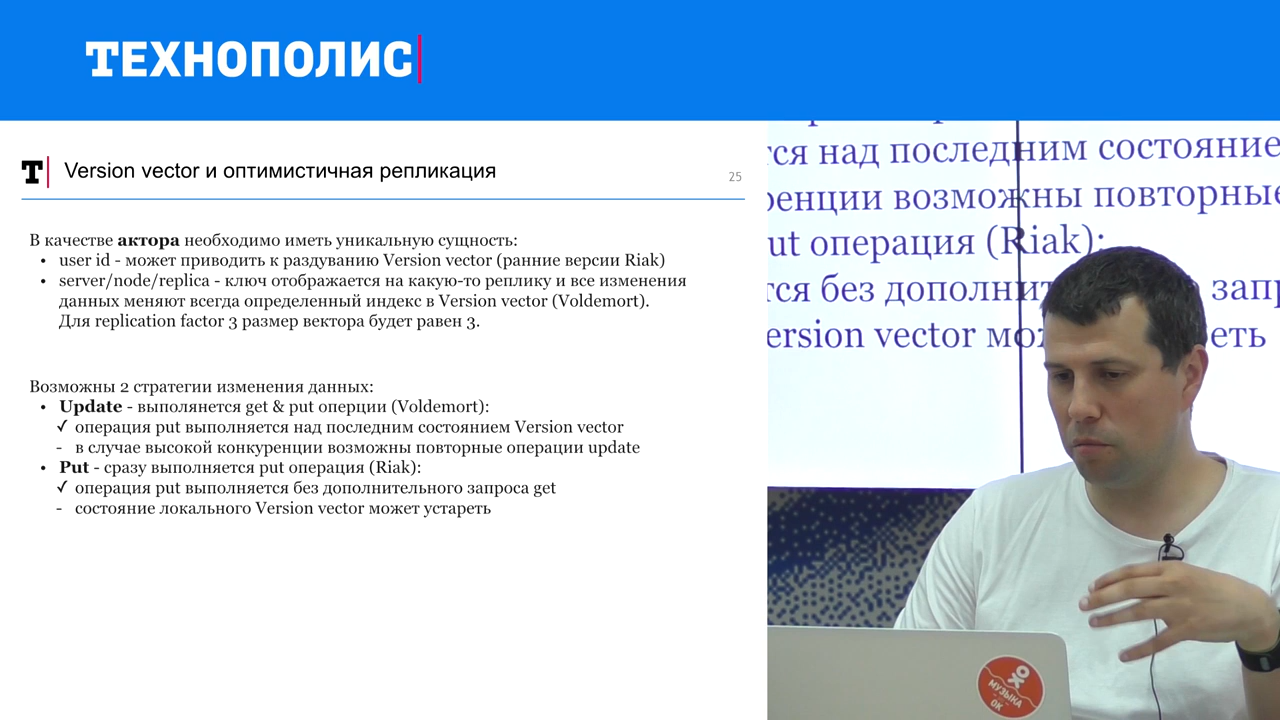 ТЕХНОПОЛИС
T Version vector и оптимистичная репликация
25
В качестве актора необходимо иметь уникальную сущность:
• user id - может приводить к раздуванию Version vector (ранние версии Riak)
• server/node/replica - ключ отображается на какую-то реплику и все изменения
данных меняют всегда определенный индекс в Version vector (Voldemort).
Для replication factor 3 размер вектора будет равен 3.
Возможны 2 стратегии изменения данных:
• Update - выполянется get & put оперции (Voldemort):
✓ операция put выполняется над последним состоянием Version vector
- в случае высокой конкуренции возможны повторные операции update
• Put - сразу выполняется put операция (Riak):
✓ операция put выполняется без дополнительного запроса get
- состояние локального Version vector может устареть
тся над последним состояние
ренции возможны повторные
ut операция (Riak):
тся без дополнит запр
ersion vector мож еть
МУЗЫКА
ОК